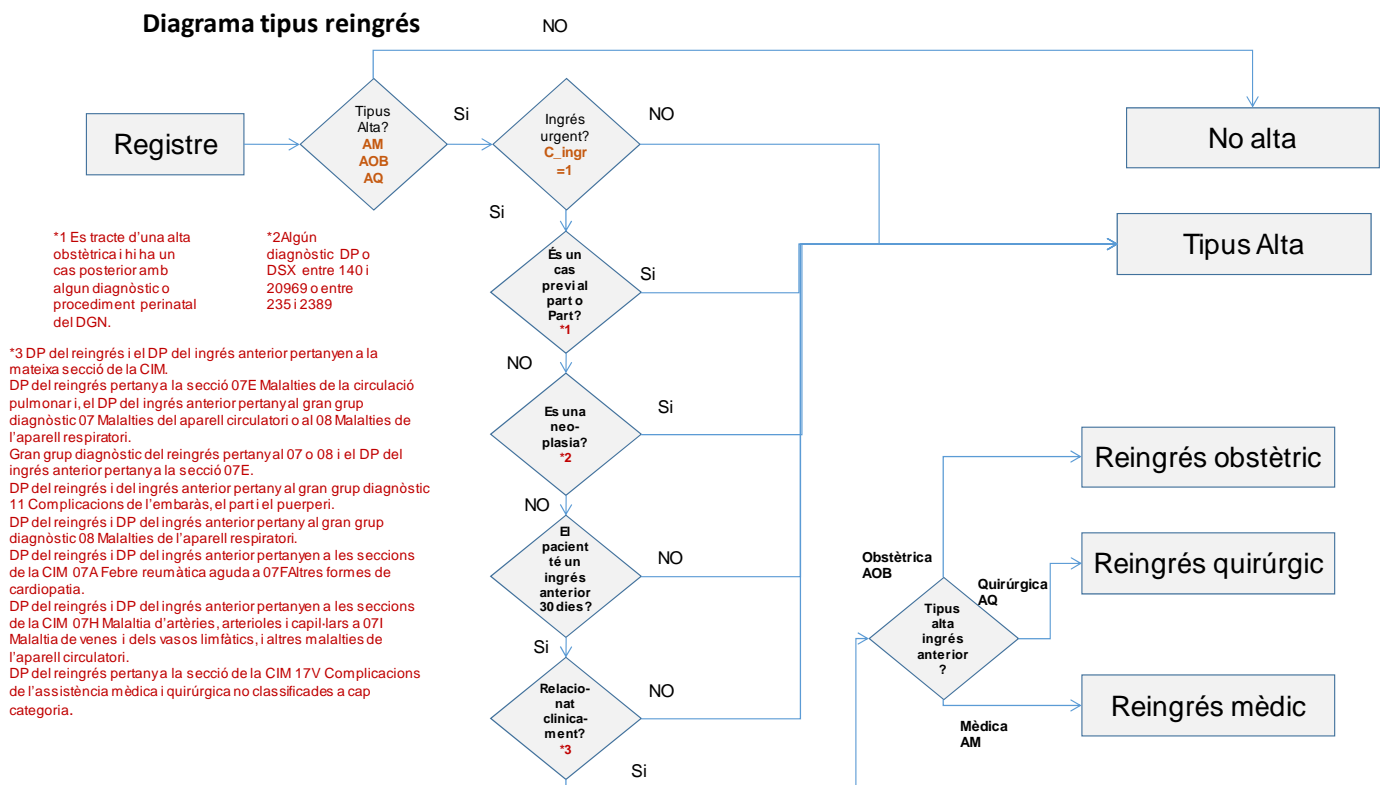 Diagrama tipus reingrés
NO
Registre
Tipus
Alta?
AM
AOB
AQ
Si
Ingrés
urgent?
C_ingr
=1
NO
No alta
Tipus Alta
Si
*1 Es tracte d'una alta
obstètrica i hi ha un
cas posterior amb
algun diagnòstic o
procediment perinatal
del DGN.
*2Algún
diagnòstic DP o
DSX entre 140 i
20969 o entre
235 i 2389
És un
cas
previ al
part o
Part?
*1
Si
NO
*3 DP del reingrés i el DP del ingrés anterior pertanyen a la
mateixa secció de la CIM.
DP del reingrés pertany a la secció 07E Malalties de la circulació
pulmonar i, el DP del ingrés anterior pertany al gran grup
diagnòstic 07 Malalties del aparell circulatori o al 08 Malalties de
l'aparell respiratori.
Gran grup diagnòstic del reingrés pertany al 07 o 08 i el DP del
ingrés anterior pertany a la secció 07E.
DP del reingrés i del ingrés anterior pertany al gran grup diagnòstic
11 Complicacions de l'embaràs, el part i el puerperi.
DP del reingrés i DP del ingrés anterior pertany al gran grup
diagnòstic 08 Malalties de l'aparell respiratori.
DP del reingrés i DP del ingrés anterior pertanyen a les seccions
de la CIM 07A Febre reumàtica aguda a 07FAltres formes de
cardiopatia.
DP del reingrés i DP del ingrés anterior pertanyen a les seccions
de la CIM 07H Malaltia d'artèries, arterioles i capil·lars a 07I
Malaltia de venes i dels vasos limfàtics, i altres malalties de
l'aparell circulatori.
DP del reingrés pertany a la secció de la CIM 17V Complicacions
de l'assistència mèdica i quirúrgica no classificades a cap
categoria.
Es una
neo-
plasia?
*2
Si
NO
El
pacient
té un
ingrés
anterior
30 dies ?
NO
Si
Relacio-
nat
clinica-
ment?
*3
NO
Si
Tipus
alta
ingrés
anterior
?
Obstètrica
AOB
Quirúrgica
AQ
Mèdica
AM
Reingrés obstètric
Reingrés quirúrgic
Reingrés mèdic